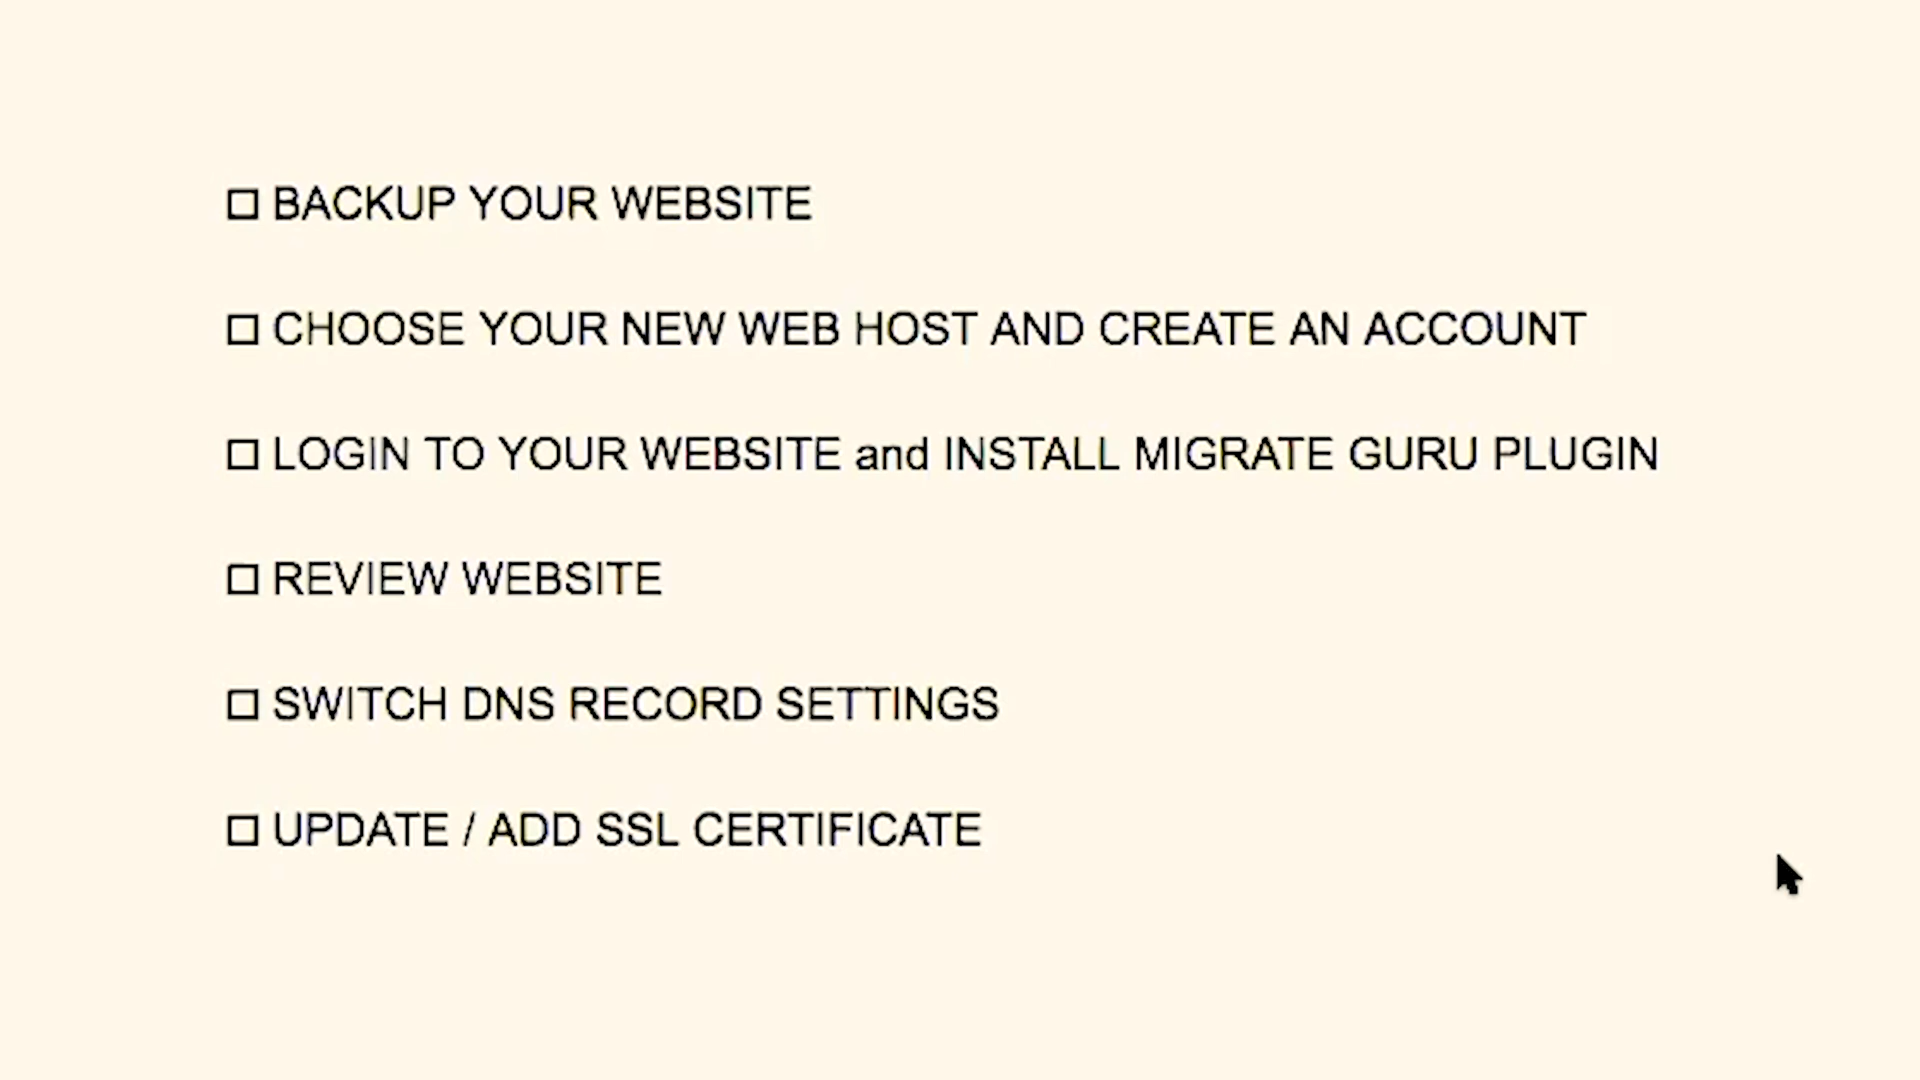 ☐ BACKUP YOUR WEBSITE
☐ CHOOSE YOUR NEW WEB HOST AND CREATE AN ACCOUNT
☐ LOGIN TO YOUR WEBSITE and INSTALL MIGRATE GURU PLUGIN
☐ REVIEW WEBSITE
☐ SWITCH DNS RECORD SETTINGS
☐ UPDATE / ADD SSL CERTIFICATE